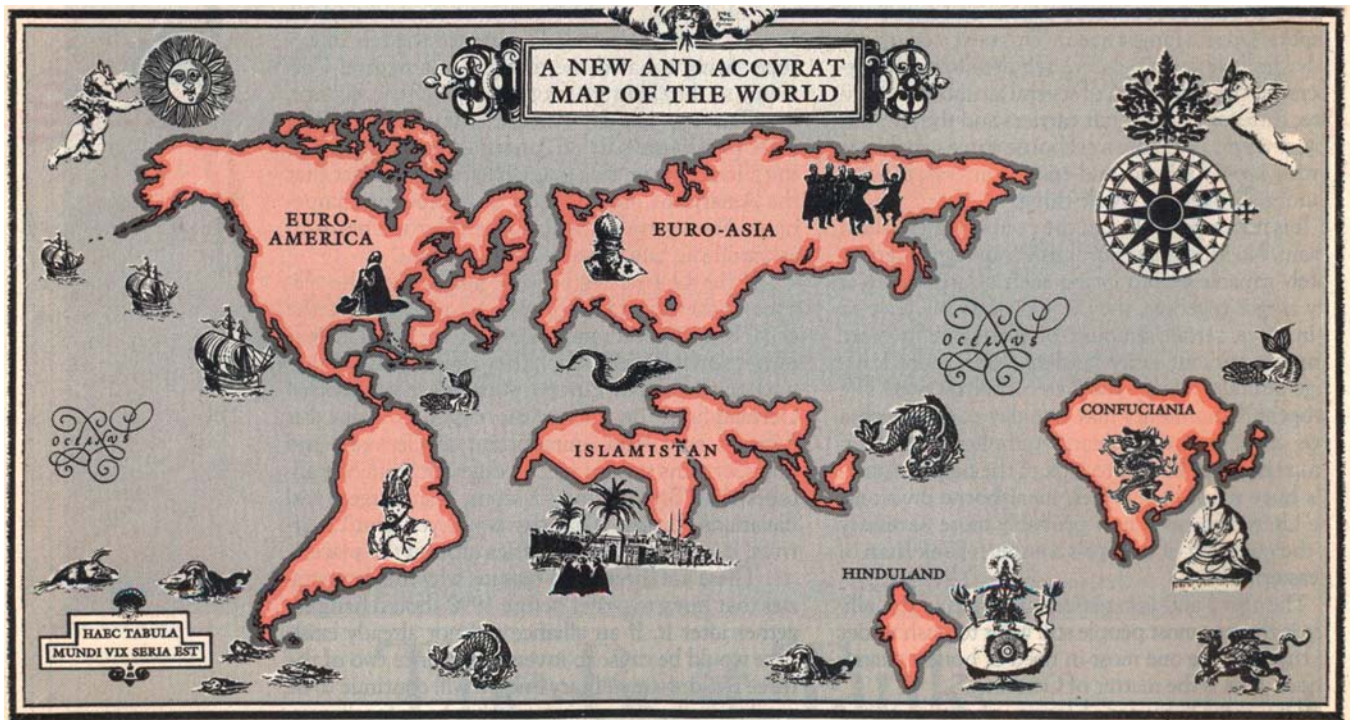 A NEW AND ACCVRAT
MAP OF THE WORLD
EURO-
AMERICA
EURO-ASIA
OCEANVS
OCEANVS
CONFUCIANIA
ISLAMISTAN
HINDULAND
HAEC TABULA
MUNDI VIX SERIA EST